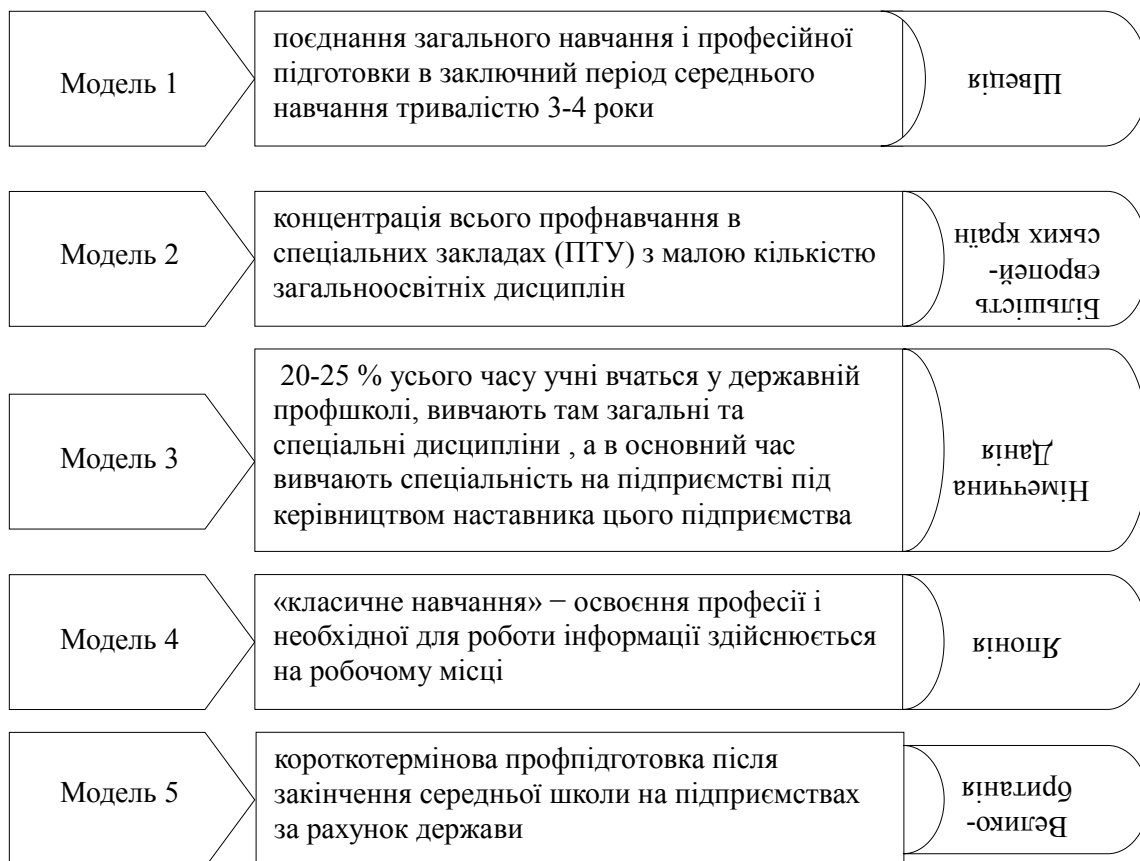 Модель 1
поєднання загального навчання і професійної
підготовки в заключний період середнього
навчання тривалістю 3-4 роки
Швеція
Модель 2
концентрація всього профнавчання в
спеціальних закладах (ПТУ) з малою кількістю
загальноосвітніх дисциплін
Більшість
європей-
ських країн
Модель 3
20-25 % усього часу учні вчаться у державній
профшколі, вивчають там загальні та
спеціальні дисципліни , а в основний час
вивчають спеціальність на підприємстві під
керівництвом наставника цього підприємства
Німеччина
Данія
Модель 4
«класичне навчання» − освоєння професії і
необхідної для роботи інформації здійснюється
на робочому місці
Японія
Модель 5
короткотермінова профпідготовка після
закінчення середньої школи на підприємствах
за рахунок держави
Велико-
британія